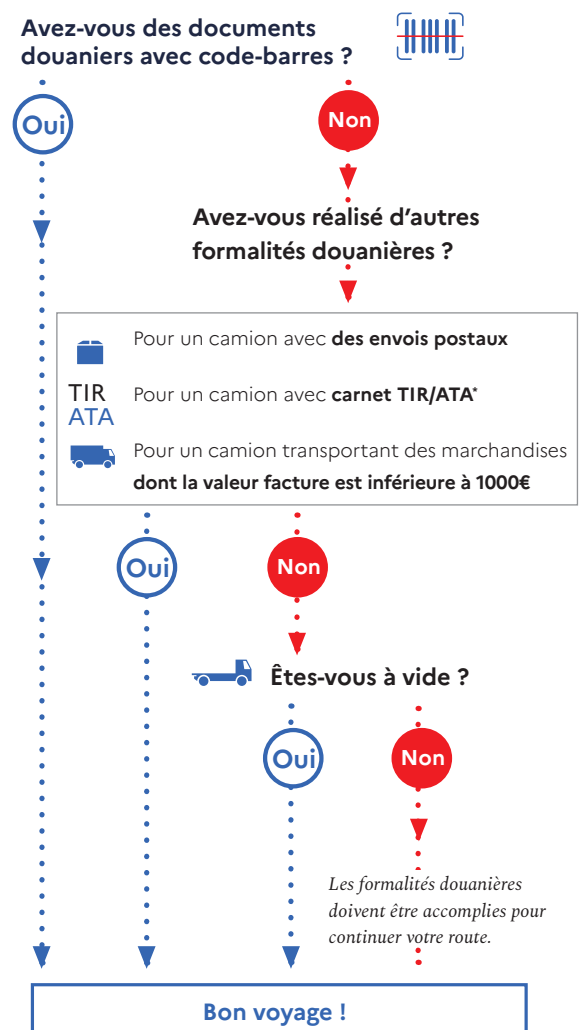 Avez-vous des documents
douaniers avec code-barres ?
Oui
Non
Avez-vous réalisé d'autres
formalités douanières ?
Pour un camion avec des envois postaux
TIR
ATA
Pour un camion avec carnet TIR/ATA*
Pour un camion transportant des marchandises
dont la valeur facture est inférieure à 1000€
Oui
Non
Êtes-vous à vide ?
Oui
Non
Les formalités douanières
doivent être accomplies pour
continuer votre route.
Bon voyage !